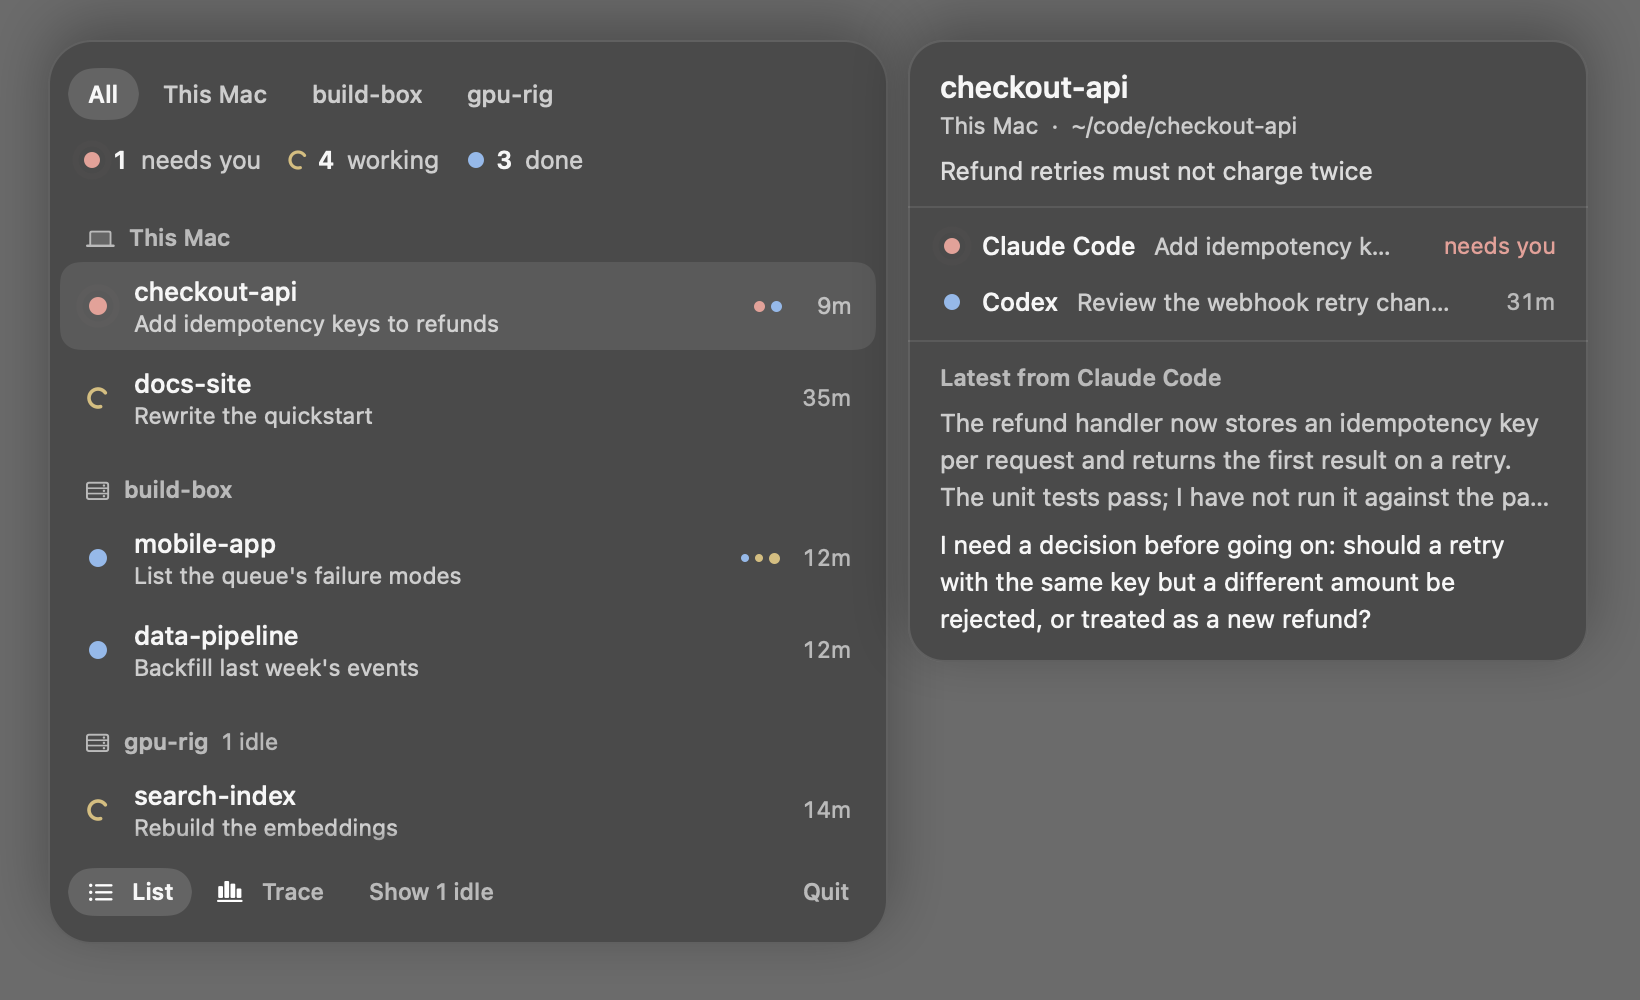 All This Mac build-box gpu-rig
1 needs you 4 working 3 done
This Mac
checkout-api
Add idempotency keys to refunds
9m
docs-site
Rewrite the quickstart
35m
build-box
mobile-app
List the queue's failure modes
12m
data-pipeline
Backfill last week's events
12m
gpu-rig 1 idle
search-index
Rebuild the embeddings
14m
List Trace Show 1 idle Quit
checkout-api
This Mac · ~/code/checkout-api
Refund retries must not charge twice
Claude Code Add idempotency k... needs you
Codex Review the webhook retry chan... 31m
Latest from Claude Code
The refund handler now stores an idempotency key
per request and returns the first result on a retry.
The unit tests pass; I have not run it against the pa...
I need a decision before going on: should a retry
with the same key but a different amount be
rejected, or treated as a new refund?